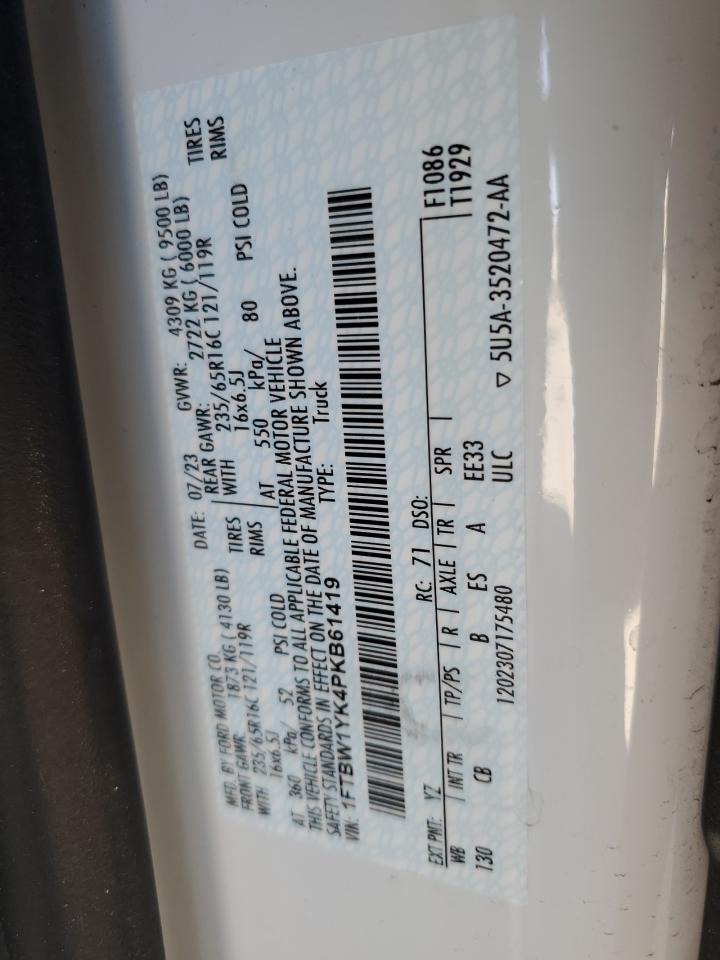 MFD. BY FORD MOTOR CO. DATE: 07/23 GVWR: 4309 KG ( 9500 LB)
FRONT GAWR: 1873 KG ( 4130 LB) REAR GAWR: 2722 KG ( 6000 LB)
WITH 235/65R16C 121/119R TIRES WITH 235/65R16C 121/119R TIRES
16x6.5J RIMS 16x6.5J RIMS
AT 360 kPa/ 52 PSI COLD AT 550 kPa/ 80 PSI COLD
THIS VEHICLE CONFORMS TO ALL APPLICABLE FEDERAL MOTOR VEHICLE
SAFETY STANDARDS IN EFFECT ON THE DATE OF MANUFACTURE SHOWN ABOVE.
VIN: 1FTBW1YK4PKB61419 TYPE: Truck
EXT PNT: YZ RC: 71 DSO: F1086
WB INT TR TP/PS R AXLE TR SPR T1929
130 CB B ES A EE33
1202307175480 ULC ▽ 5U5A-3520472-AA